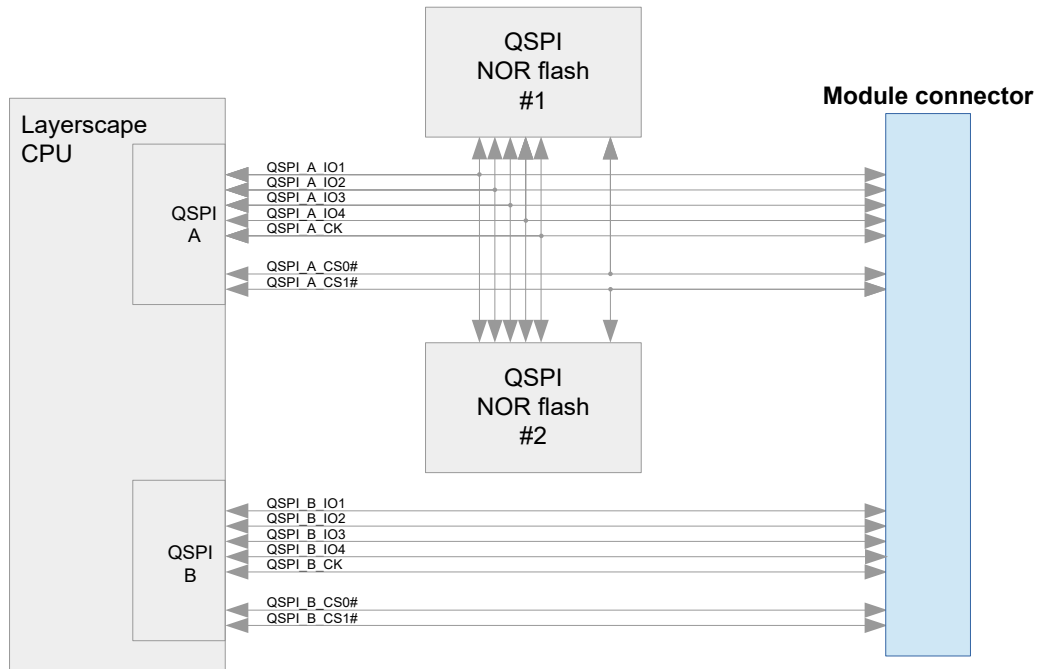 QSPI
NOR flash
#1
Module connector
Layerscape
CPU
QSPI
A
QSPI_A_IO1
QSPI_A_IO2
QSPI_A_IO3
QSPI_A_IO4
QSPI_A_CK
QSPI_A_CS0#
QSPI_A_CS1#
QSPI
NOR flash
#2
QSPI
B
QSPI_B_IO1
QSPI_B_IO2
QSPI_B_IO3
QSPI_B_IO4
QSPI_B_CK
QSPI_B_CS0#
QSPI_B_CS1#